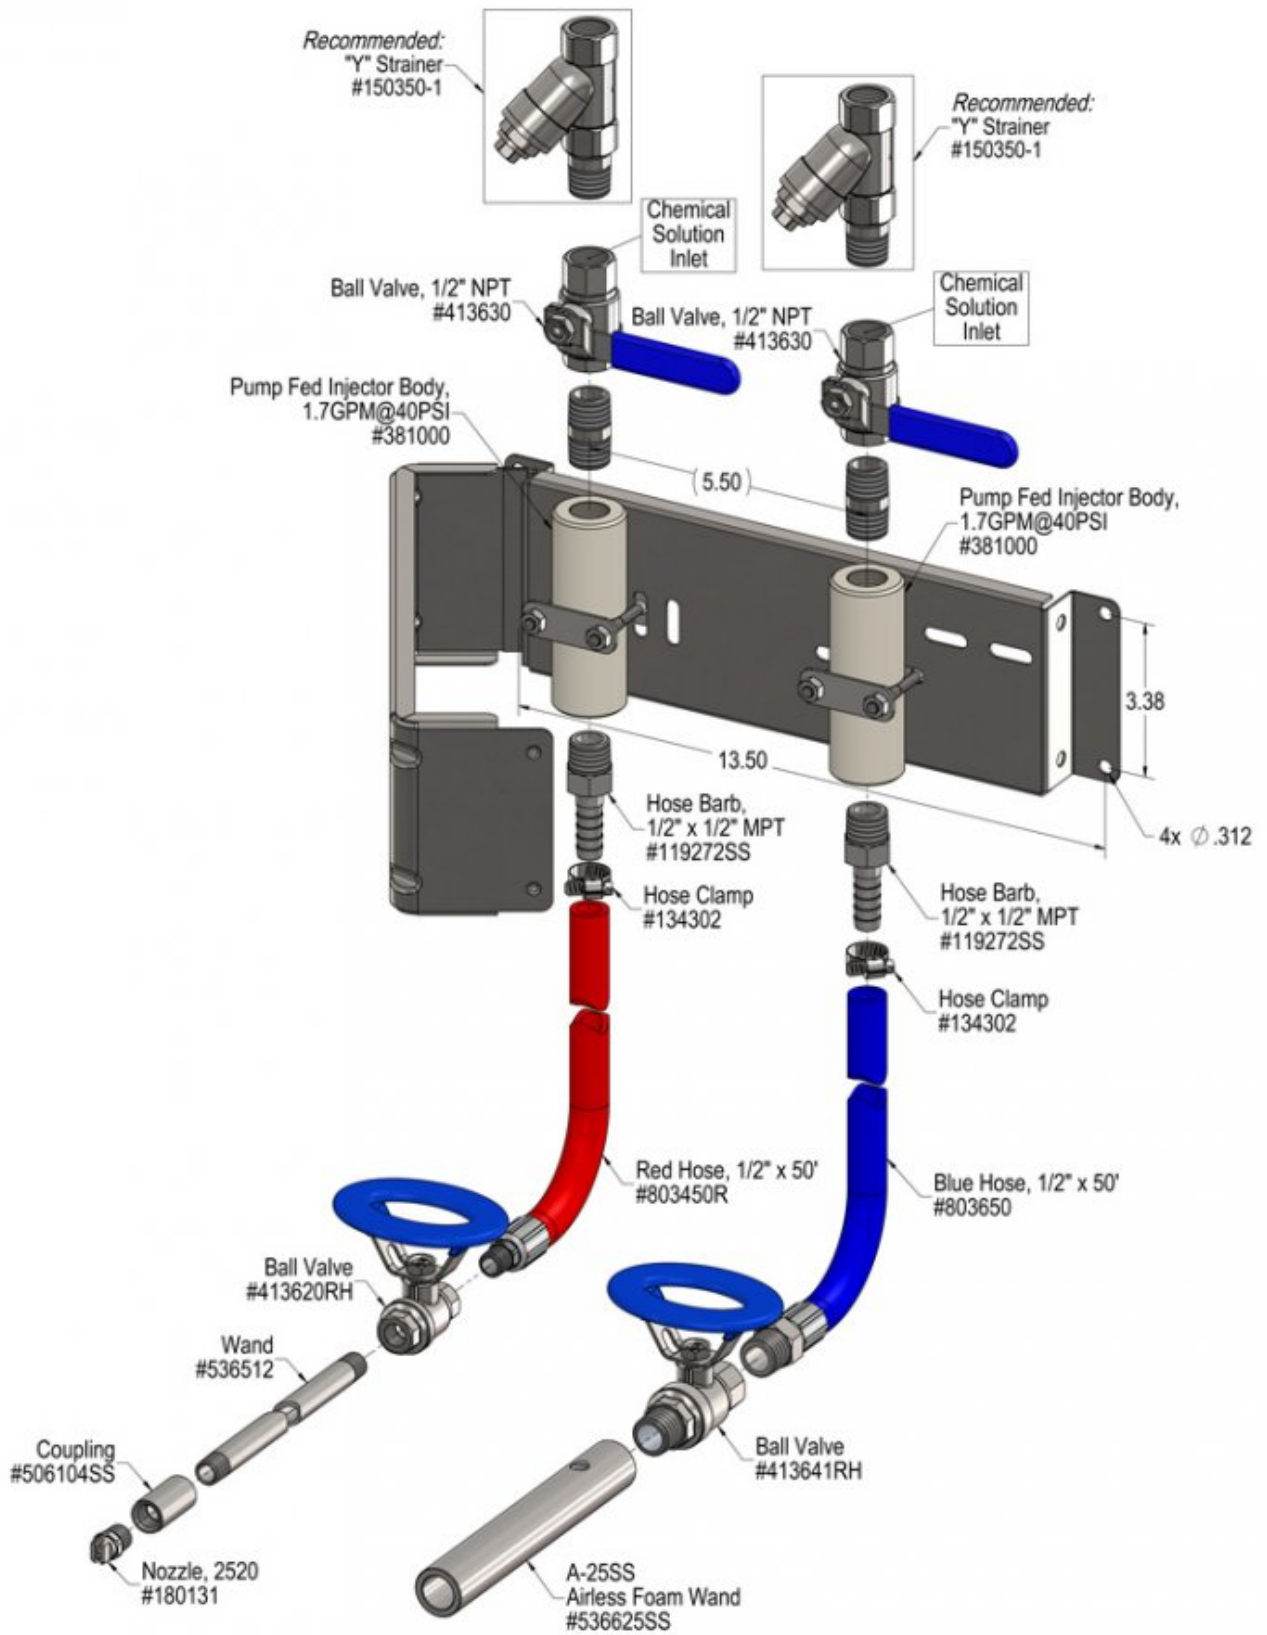 Recommended:
"Y" Strainer
#150350-1
Recommended:
"Y" Strainer
#150350-1
Chemical
Solution
Inlet
Ball Valve, 1/2" NPT
#413630
Chemical
Solution
Inlet
Ball Valve, 1/2" NPT
#413630
Pump Fed Injector Body,
1.7GPM@40PSI
#381000
(5.50)
Pump Fed Injector Body,
1.7GPM@40PSI
#381000
3.38
13.50
4x Ø .312
Hose Barb,
1/2" x 1/2" MPT
#119272SS
Hose Clamp
#134302
Hose Barb,
1/2" x 1/2" MPT
#119272SS
Hose Clamp
#134302
Red Hose, 1/2" x 50'
#803450R
Blue Hose, 1/2" x 50'
#803650
Ball Valve
#413620RH
Wand
#536512
Coupling
#506104SS
Nozzle, 2520
#180131
Ball Valve
#413641RH
A-25SS
Airless Foam Wand
#536625SS